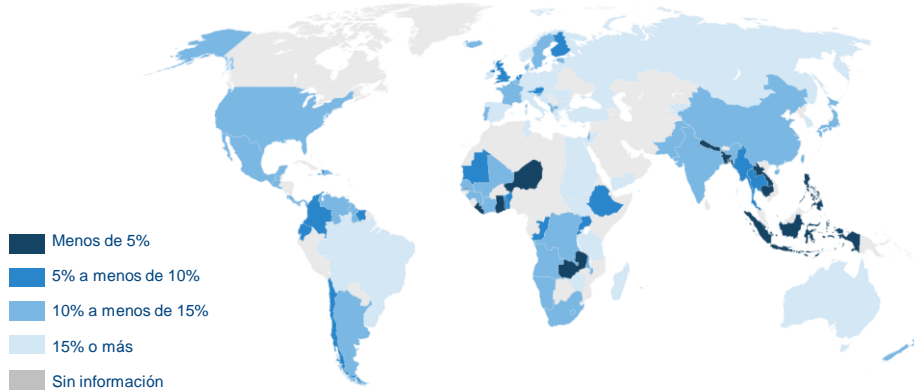 Menos de 5%
5% a menos de 10%
10% a menos de 15%
15% o más
Sin información